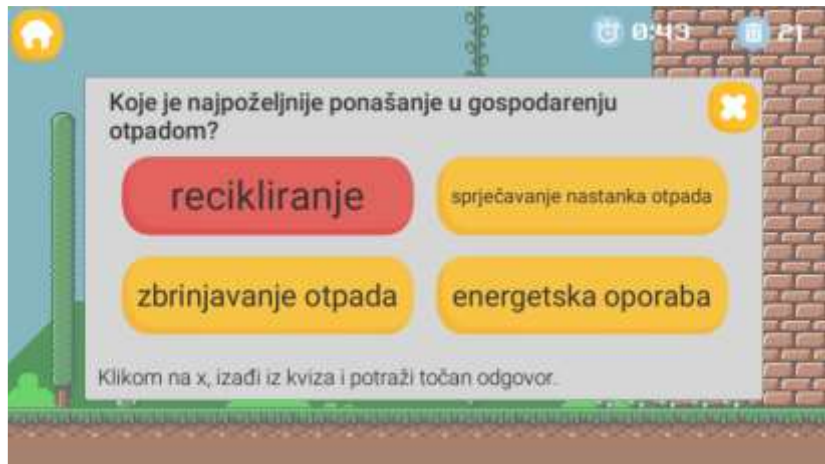 0:43 21
Koje je najpoželjnije ponašanje u gospodarenju
otpadom?
recikliranje
sprječavanje nastanka otpada
zbrinjavanje otpada
energetska oporaba
Klikom na x, izađi iz kviza i potraži točan odgovor.